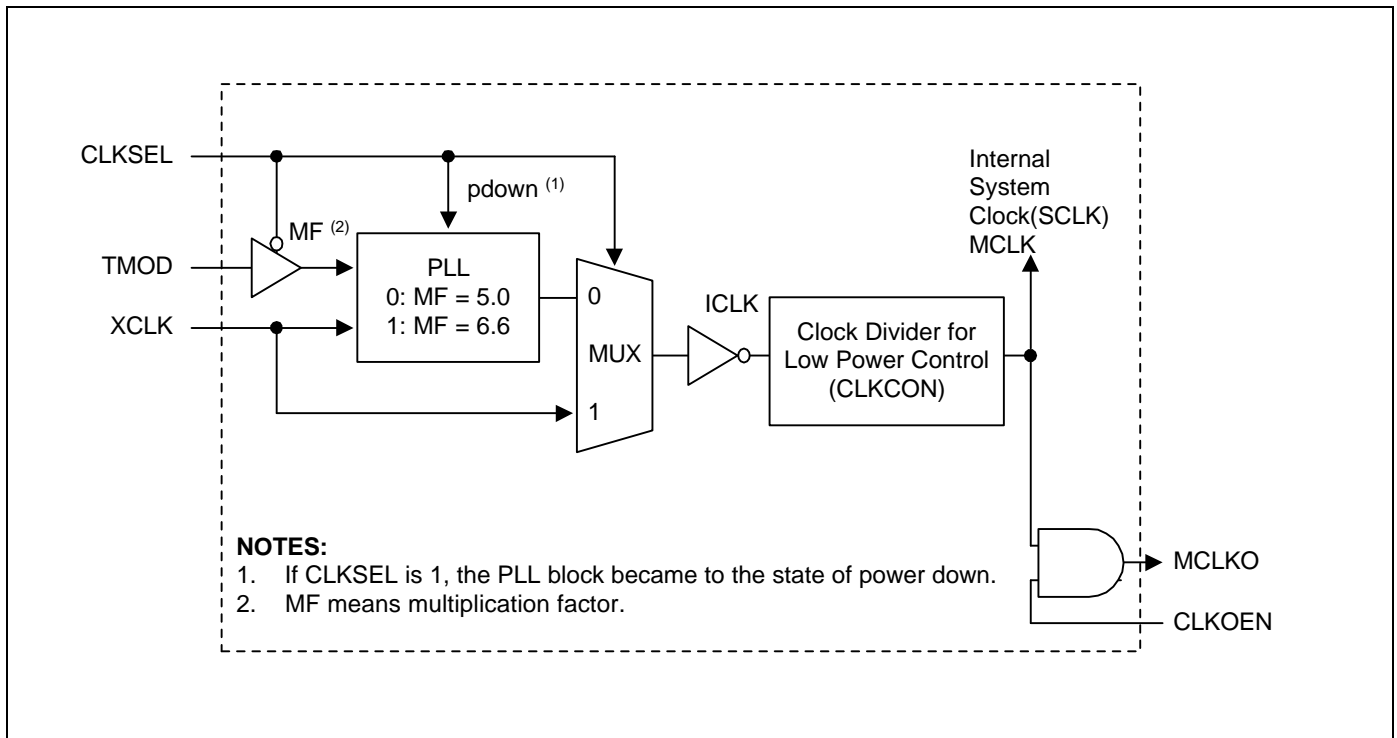 CLKSEL
pdown (1)
MF (2)
TMOD
XCLK
PLL
0: MF = 5.0
1: MF = 6.6
0
MUX
1
ICLK
Clock Divider for
Low Power Control
(CLKCON)
Internal
System
Clock(SCLK)
MCLK
MCLKO
CLKOEN
NOTES:
1. If CLKSEL is 1, the PLL block became to the state of power down.
2. MF means multiplication factor.